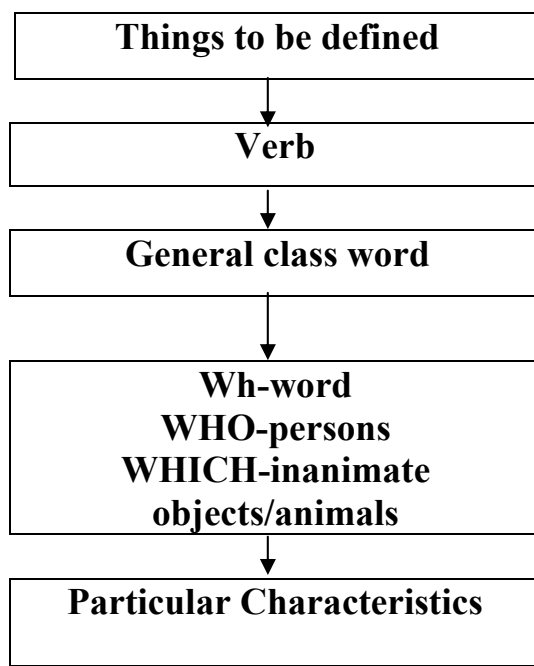 Things to be defined
Verb
General class word
Wh-word
WHO-persons
WHICH-inanimate
objects/animals
Particular Characteristics